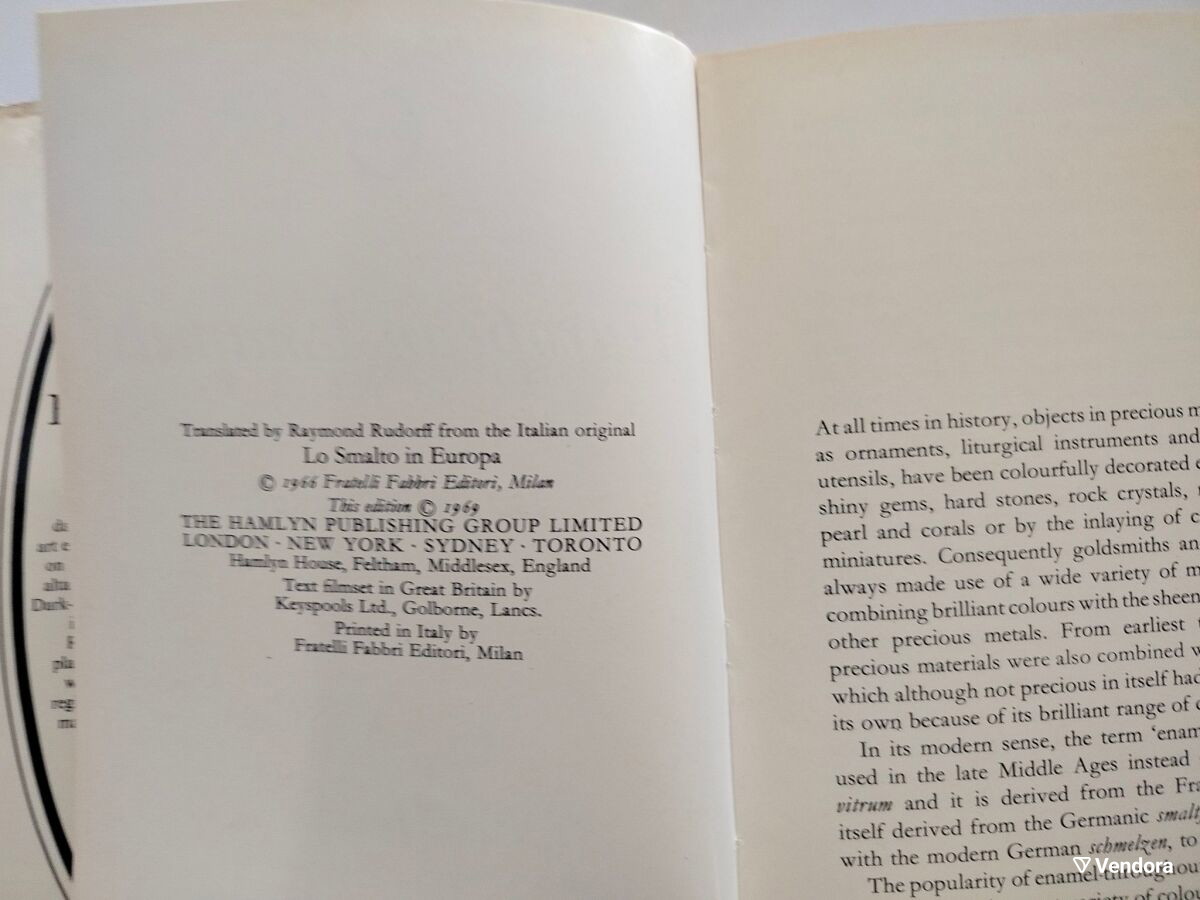 Translated by Raymond Rudorff from the Italian original
Lo Smalto in Europa
© 1966 Fratelli Fabbri Editori, Milan
This edition © 1969
THE HAMLYN PUBLISHING GROUP LIMITED
LONDON · NEW YORK · SYDNEY · TORONTO
Hamlyn House, Feltham, Middlesex, England
Text filmset in Great Britain by
Keyspools Ltd., Golborne, Lancs.
Printed in Italy by
Fratelli Fabbri Editori, Milan
At all times in history, objects in precious m
as ornaments, liturgical instruments and
utensils, have been colourfully decorated
shiny gems, hard stones, rock crystals,
pearl and corals or by the inlaying of c
miniatures. Consequently goldsmiths an
always made use of a wide variety of m
combining brilliant colours with the sheen
other precious metals. From earliest t
precious materials were also combined w
which although not precious in itself had
its own because of its brilliant range of c
In its modern sense, the term 'enam
used in the late Middle Ages instead
vitrum and it is derived from the Fra
itself derived from the Germanic smalt
with the modern German schmelzen, to
The popularity of enamel throughou
of colou
Vendora